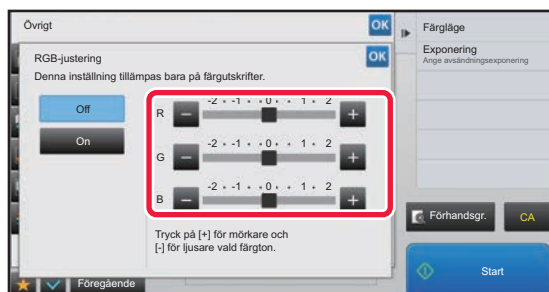 Övrigt
OK
RGB-justering
OK
Denna inställning tillämpas bara på färgutskrifter.
Off
On
-2 • -1 • • 0 • • 1 • 2
R - +
-2 • -1 • • 0 • • 1 • 2
G - +
-2 • -1 • • 0 • • 1 • 2
B - +
Tryck på [+] för mörkare och
[-] för ljusare vald färgton.
Föregående
Färgläge
Exponering
Ange avsändningsexponering
Förhandsgr.
CA
Start